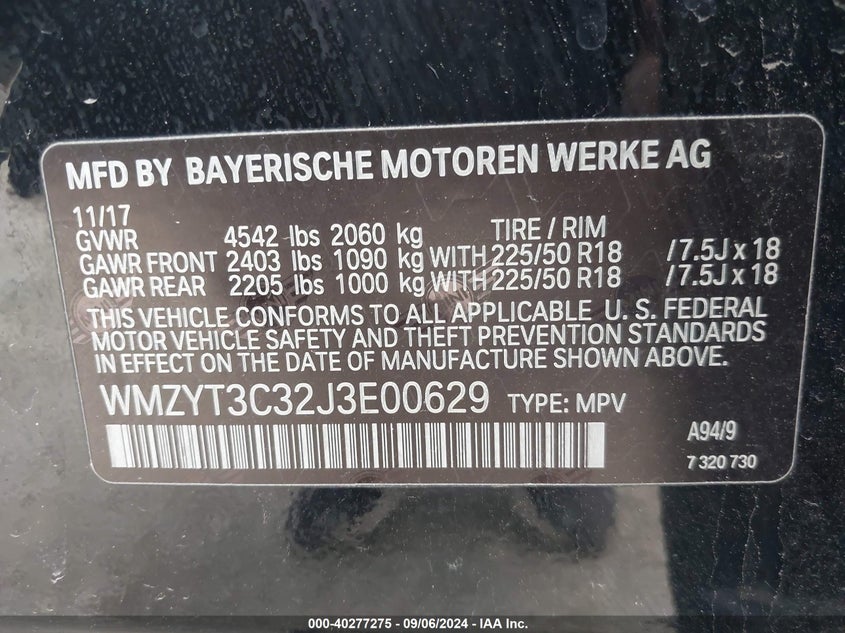 MFD BY BAYERISCHE MOTOREN WERKE AG
11/17
GVWR 4542 lbs 2060 kg TIRE / RIM
GAWR FRONT 2403 lbs 1090 kg WITH 225/50 R18 /7.5J x 18
GAWR REAR 2205 lbs 1000 kg WITH 225/50 R18 /7.5J x 18
THIS VEHICLE CONFORMS TO ALL APPLICABLE U. S. FEDERAL
MOTOR VEHICLE SAFETY AND THEFT PREVENTION STANDARDS
IN EFFECT ON THE DATE OF MANUFACTURE SHOWN ABOVE.
WMZYT3C32J3E00629 TYPE: MPV
A94/9
7 320 730
000-40277275 - 09/06/2024 - IAA Inc.